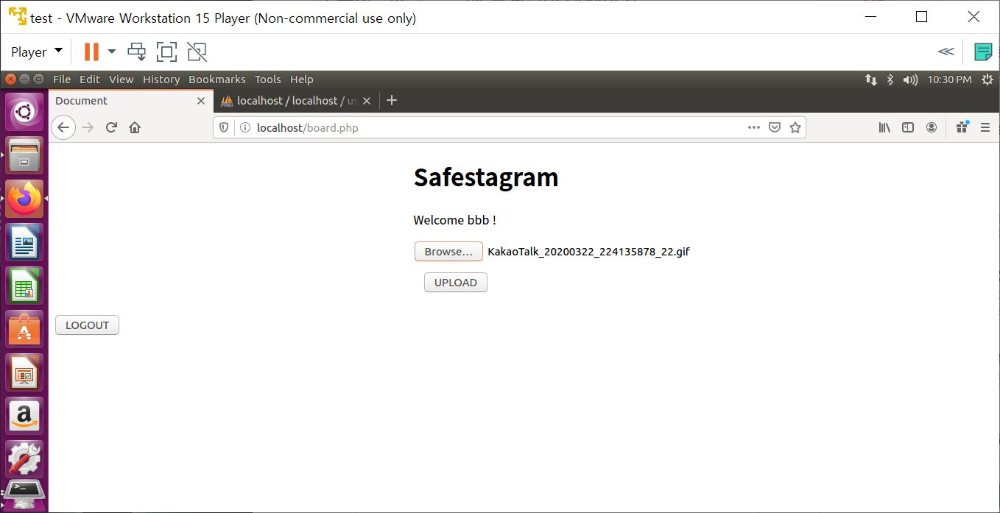 test - VMware Workstation 15 Player (Non-commercial use only)
Player
File Edit View History Bookmarks Tools Help
10:30 PM
Document
localhost / localhost / us
localhost/board.php
Safestagram
Welcome bbb !
Browse... KakaoTalk_20200322_224135878_22.gif
UPLOAD
LOGOUT